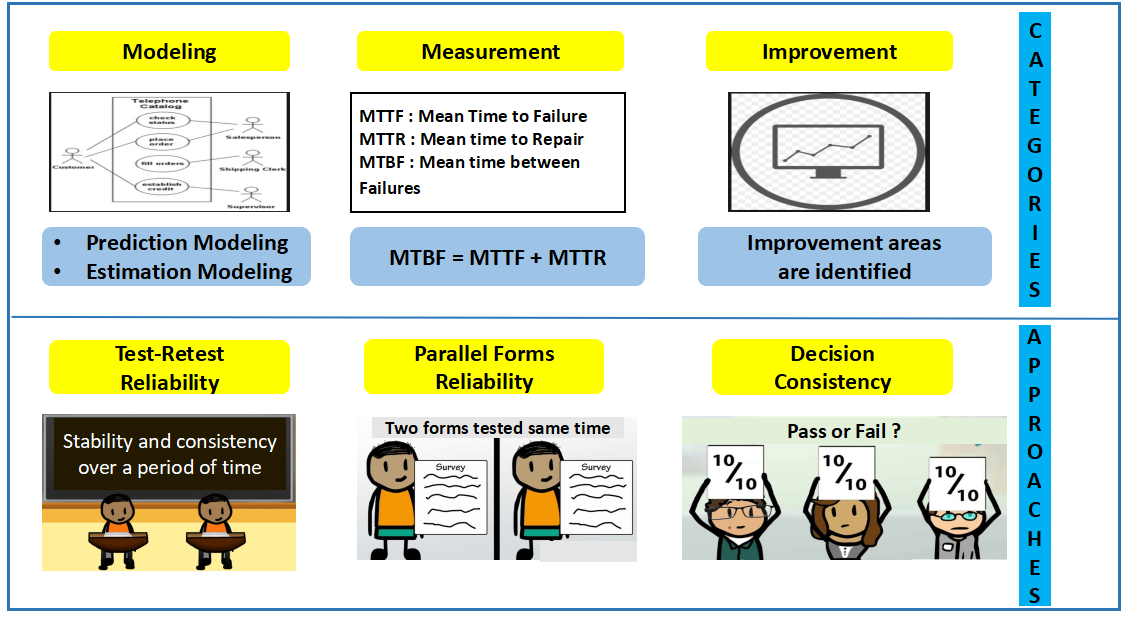 Modeling
Measurement
Improvement
Telephone
Catalog
check
status
place
order
fill orders
establish
credit
Customer
Salesperson
Shipping Clerk
Supervisor
MTTF : Mean Time to Failure
MTTR : Mean time to Repair
MTBF : Mean time between
Failures
• Prediction Modeling
• Estimation Modeling
MTBF = MTTF + MTTR
Improvement areas
are identified
CATEGORIES
Test-Retest
Reliability
Parallel Forms
Reliability
Decision
Consistency
Stability and consistency
over a period of time
Two forms tested same time
Survey
Survey
Pass or Fail ?
10/10
10/10
10/10
APPROACHES